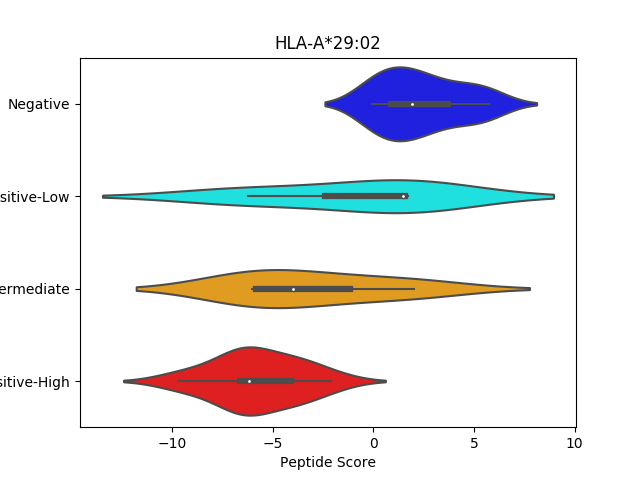 HLA-A*29:02
Negative
sitive-Low
ermediate
sitive-High
−10
−5
0
5
10
Peptide Score